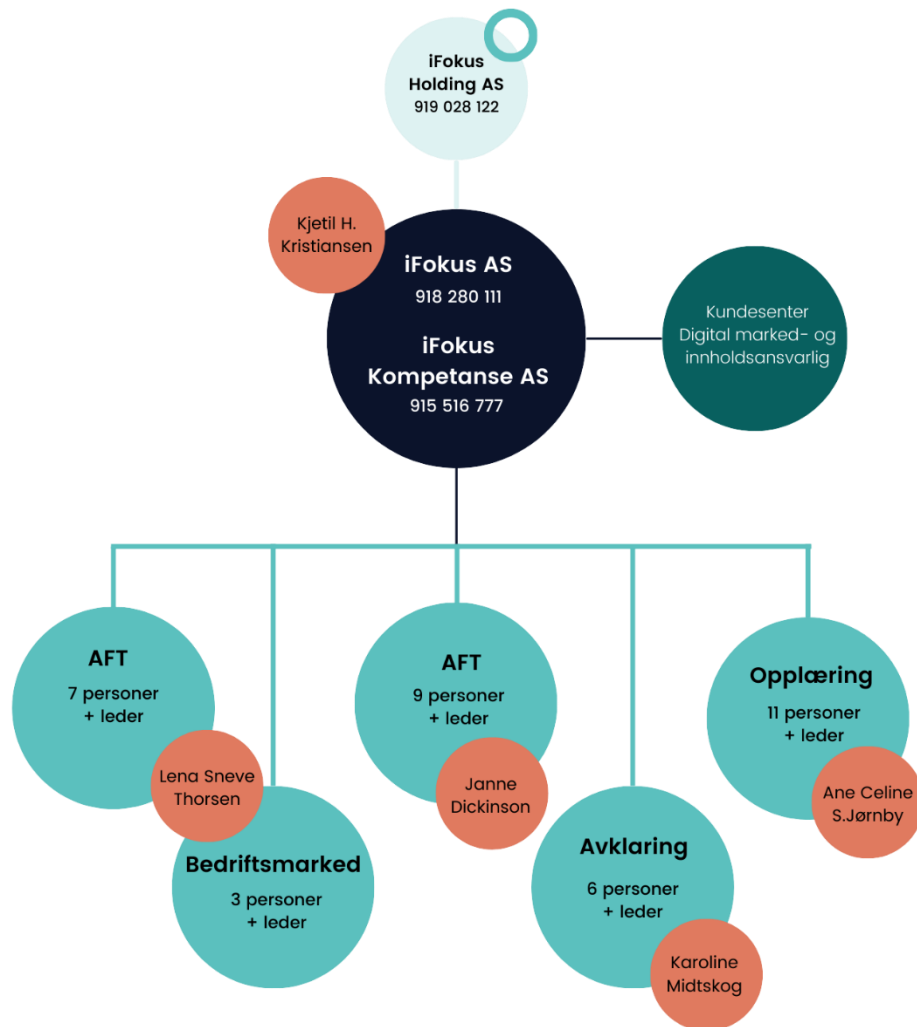 iFokus
Holding AS
919 028 122
Kjetil H.
Kristiansen
iFokus AS
918 280 111
iFokus
Kompetanse AS
915 516 777
Kundesenter
Digital marked- og
innholdsansvarlig
AFT
7 personer
+ leder
Lena Sneve
Thorsen
Bedriftsmarked
3 personer
+ leder
AFT
9 personer
+ leder
Janne
Dickinson
Avklaring
6 personer
+ leder
Karoline
Midtskog
Opplæring
11 personer
+ leder
Ane Celine
S.Jørnby